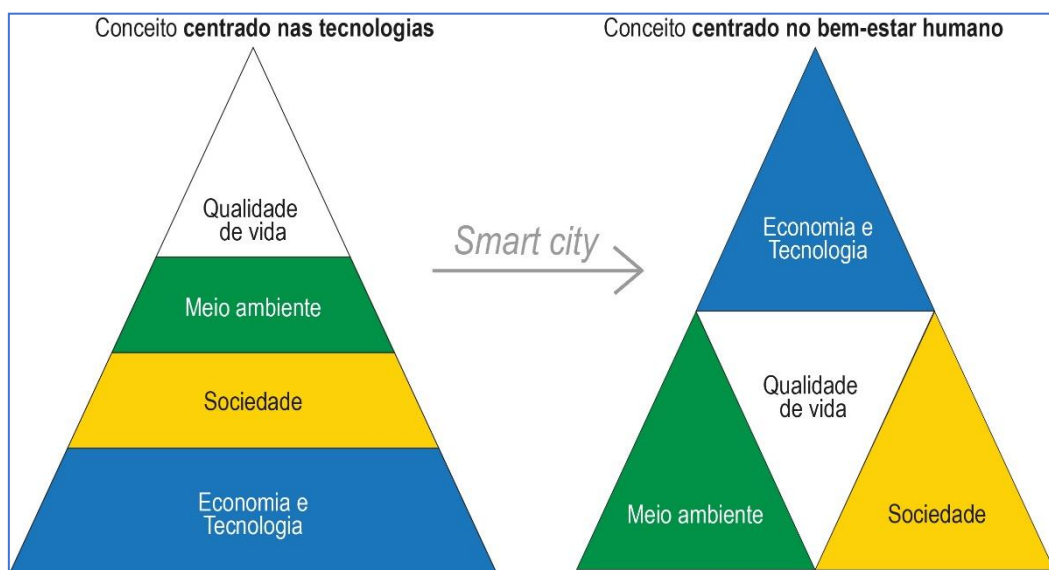 Conceito centrado nas tecnologias
Qualidade
de vida
Meio ambiente
Sociedade
Economia e
Tecnologia
Smart city
Conceito centrado no bem-estar humano
Economia e
Tecnologia
Qualidade
de vida
Meio ambiente
Sociedade